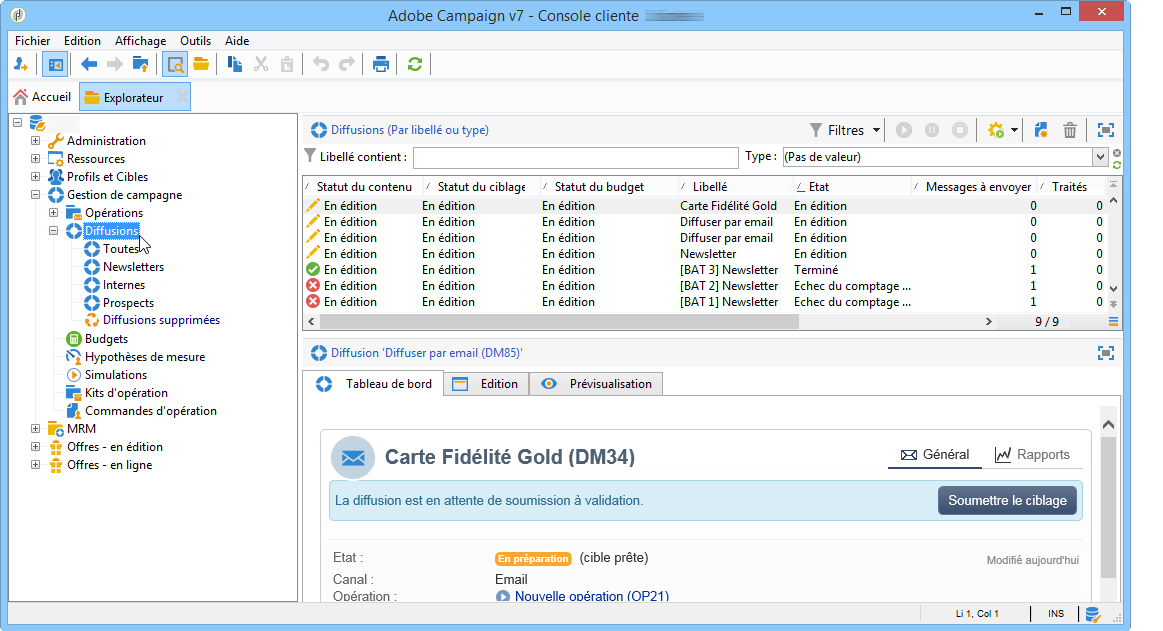 Adobe Campaign v7 - Console cliente
Fichier Edition Affichage Outils Aide
Accueil Explorateur
Administration
Ressources
Profils et Cibles
Gestion de campagne
Opérations
Diffusions
Toutes
Newsletters
Internes
Prospects
Diffusions supprimées
Budgets
Hypothèses de mesure
Simulations
Kits d'opération
Commandes d'opération
MRM
Offres - en édition
Offres - en ligne
Diffusions (Par libellé ou type) Filtres
Libellé contient : Type : (Pas de valeur)
Statut du contenu Statut du ciblage Statut du budget Libellé Etat Messages à envoyer Traités
En édition En édition En édition Carte Fidélité Gold En édition 0 0
En édition En édition En édition Diffuser par email En édition 0 0
En édition En édition En édition Diffuser par email En édition 0 0
En édition En édition En édition Newsletter En édition 0 0
En édition En édition En édition [BAT 3] Newsletter Terminé 1 0
En édition En édition En édition [BAT 2] Newsletter Echec du comptage ... 1 0
En édition En édition En édition [BAT 1] Newsletter Echec du comptage ... 1 0
9 / 9
Diffusion 'Diffuser par email (DM85)'
Tableau de bord Edition Prévisualisation
Carte Fidélité Gold (DM34) Général Rapports
La diffusion est en attente de soumission à validation. Soumettre le ciblage
Etat : En préparation (cible prête) Modifié aujourd'hui
Canal : Email
Opération : Nouvelle opération (OP21)
Li 1, Col 1 INS